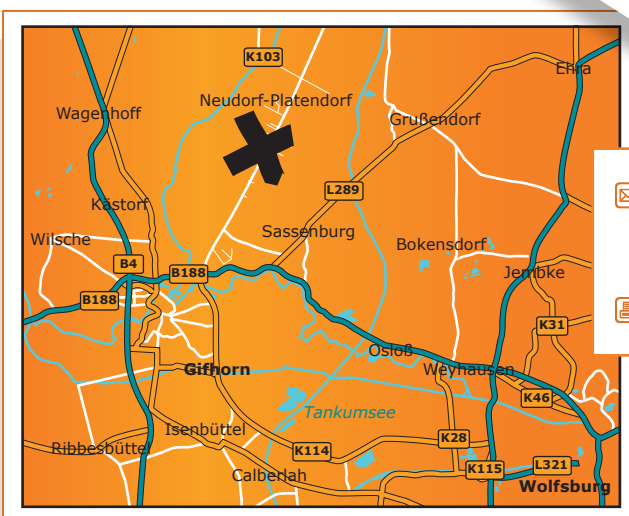 K103
Ehra
Neudorf-Platendorf
Wagenhoff
Grußendorf
L289
Kästorf
Sassenburg
Wilsche
Bokensdorf
B4
B188
Jembke
B188
K31
Osloß
Gifhorn
Weyhausen
K46
Tankumsee
Isenbüttel
K28
Ribbesbüttel
K114
L321
K115
Calberlah
Wolfsburg